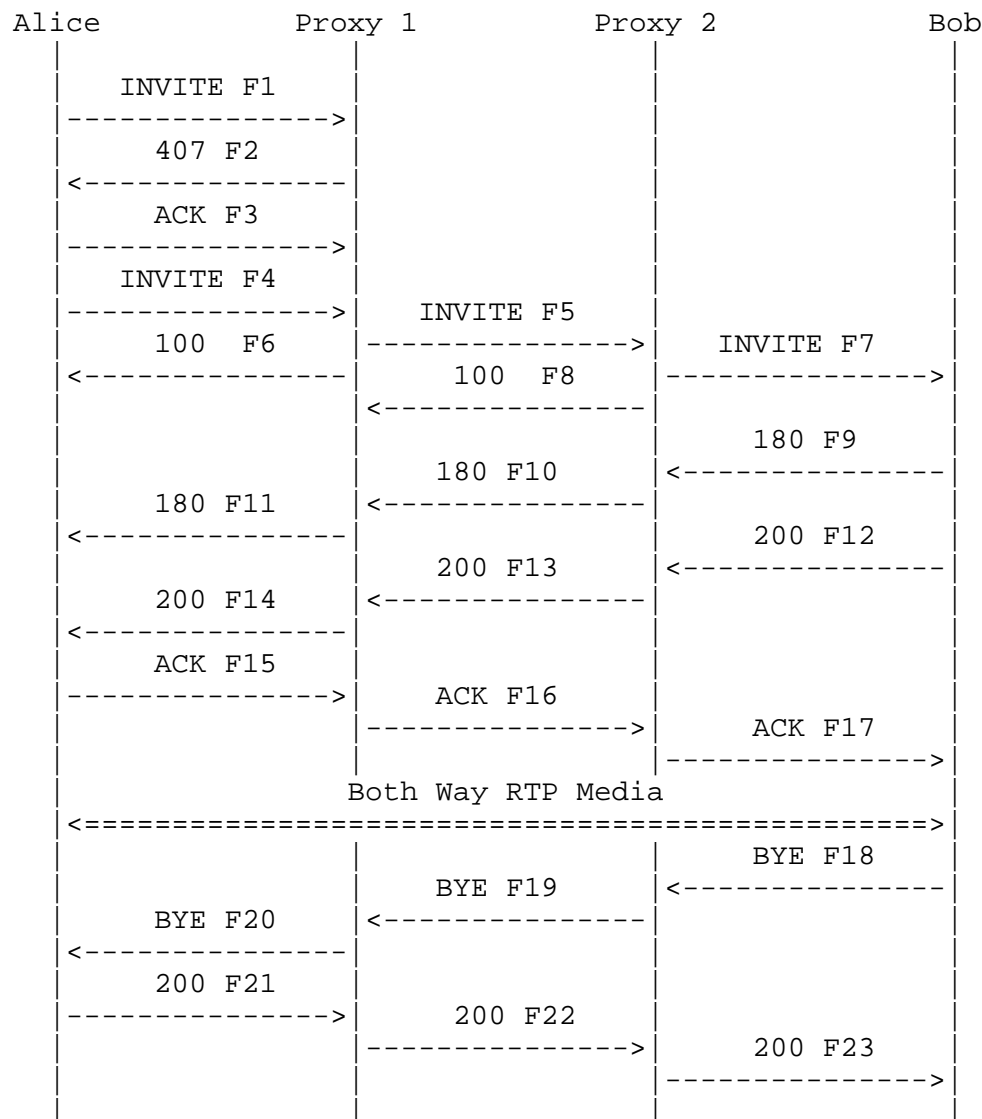 Alice Proxy 1 Proxy 2 Bob
INVITE F1
407 F2
ACK F3
INVITE F4
INVITE F5
100 F6 INVITE F7
100 F8
180 F9
180 F10
180 F11
200 F12
200 F13
200 F14
ACK F15
ACK F16
ACK F17
Both Way RTP Media
BYE F18
BYE F19
BYE F20
200 F21
200 F22
200 F23